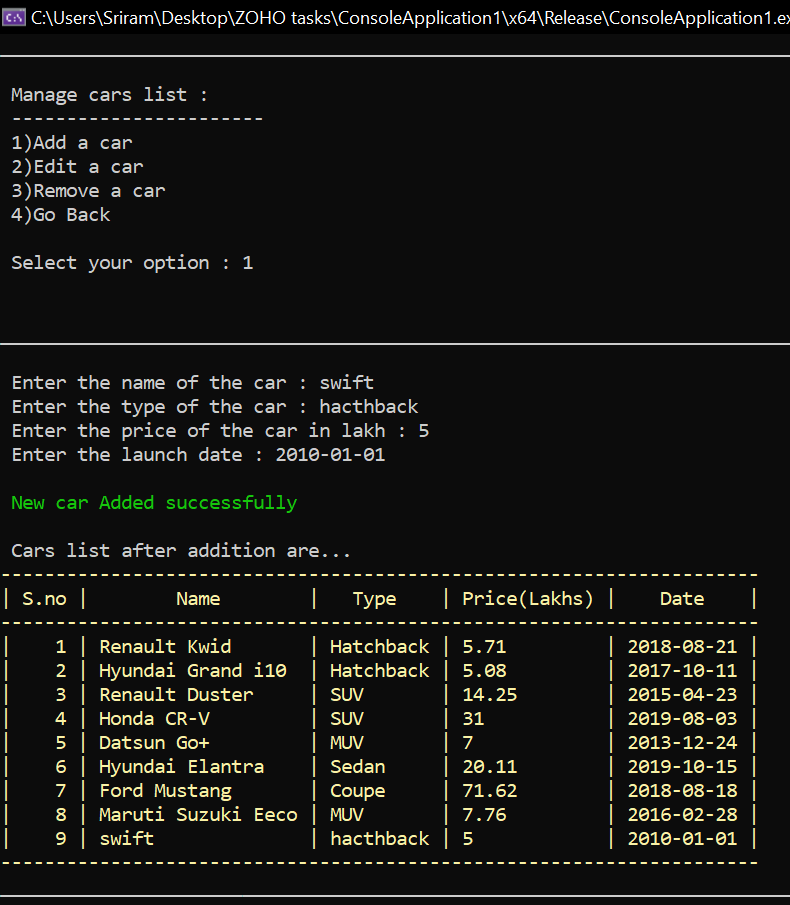 C:\Users\Sriram\Desktop\ZOHO tasks\ConsoleApplication1\x64\Release\ConsoleApplication1.ex
Manage cars list :
-----------------------
1)Add a car
2)Edit a car
3)Remove a car
4)Go Back
Select your option : 1
Enter the name of the car : swift
Enter the type of the car : hacthback
Enter the price of the car in lakh : 5
Enter the launch date : 2010-01-01
New car Added successfully
Cars list after addition are...
---------------------------------------------------------------------
| S.no |        Name        |   Type    | Price(Lakhs) |    Date    |
---------------------------------------------------------------------
|    1 | Renault Kwid       | Hatchback | 5.71         | 2018-08-21 |
|    2 | Hyundai Grand i10  | Hatchback | 5.08         | 2017-10-11 |
|    3 | Renault Duster     | SUV       | 14.25        | 2015-04-23 |
|    4 | Honda CR-V         | SUV       | 31           | 2019-08-03 |
|    5 | Datsun Go+         | MUV       | 7            | 2013-12-24 |
|    6 | Hyundai Elantra    | Sedan     | 20.11        | 2019-10-15 |
|    7 | Ford Mustang       | Coupe     | 71.62        | 2018-08-18 |
|    8 | Maruti Suzuki Eeco | MUV       | 7.76         | 2016-02-28 |
|    9 | swift              | hacthback | 5            | 2010-01-01 |
---------------------------------------------------------------------